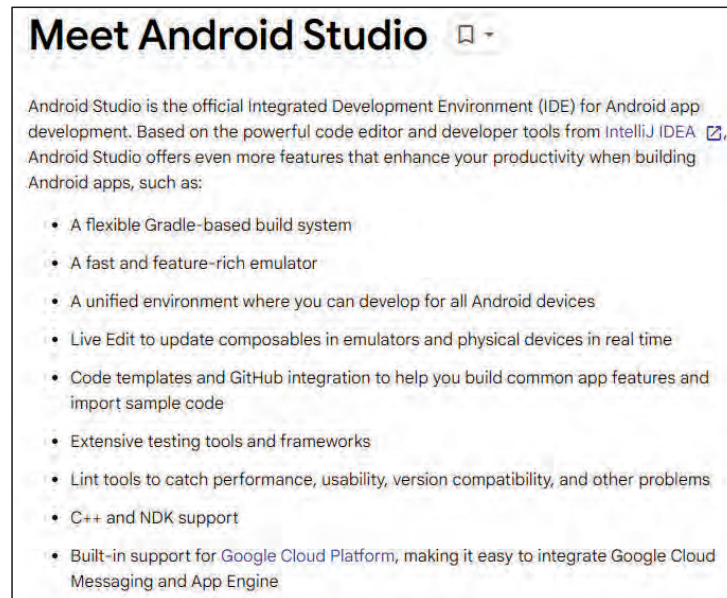 Meet Android Studio
Android Studio is the official Integrated Development Environment (IDE) for Android app
development. Based on the powerful code editor and developer tools from IntelliJ IDEA ,
Android Studio offers even more features that enhance your productivity when building
Android apps, such as:
• A flexible Gradle-based build system
• A fast and feature-rich emulator
• A unified environment where you can develop for all Android devices
• Live Edit to update composables in emulators and physical devices in real time
• Code templates and GitHub integration to help you build common app features and
import sample code
• Extensive testing tools and frameworks
• Lint tools to catch performance, usability, version compatibility, and other problems
• C++ and NDK support
• Built-in support for Google Cloud Platform, making it easy to integrate Google Cloud
Messaging and App Engine